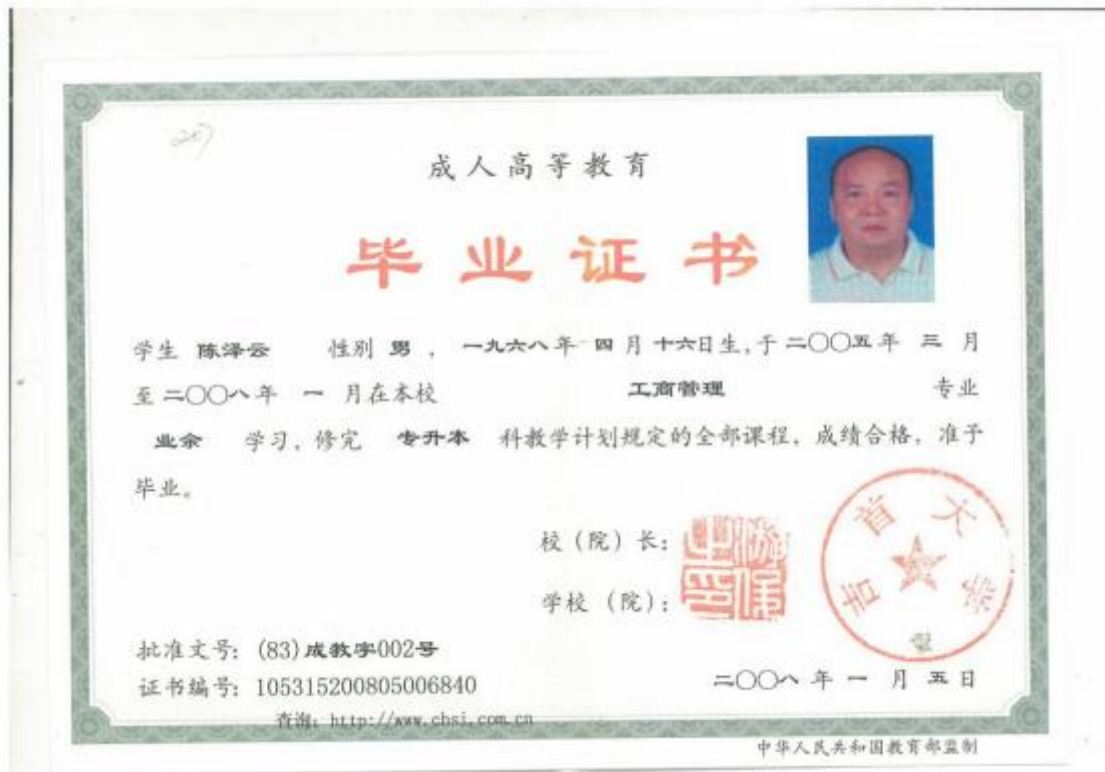 成人高等教育
毕业证书
学生 陈泽云 性别 男 , 一九六八年 四 月 十六日生,于 二〇〇五年 三 月
至 二〇〇八年 一 月在本校 工商管理 专业
业余 学习, 修完 专升本 科教学计划规定的全部课程, 成绩合格, 准予
毕业。
校(院)长:
学校(院):
吉首大学
批准文号: (83)成教字002号
证书编号: 105315200805006840
二〇〇八年 一 月 五日
查询: http://www.chsi.com.cn
中华人民共和国教育部监制